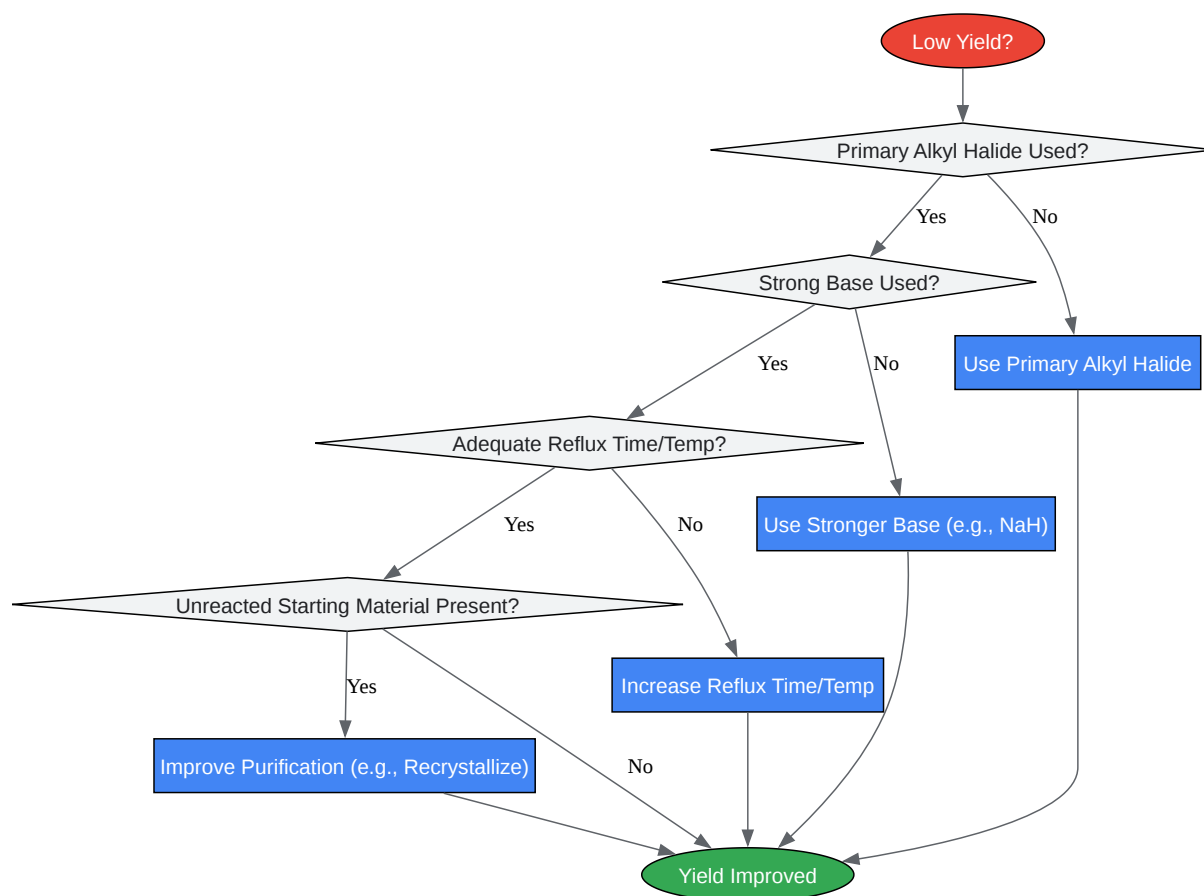 Low Yield?
Primary Alkyl Halide Used?
Yes
No
Strong Base Used?
Yes
No
Use Primary Alkyl Halide
Adequate Reflux Time/Temp?
Yes
No
Use Stronger Base (e.g., NaH)
Unreacted Starting Material Present?
Yes
No
Increase Reflux Time/Temp
Improve Purification (e.g., Recrystallize)
Yield Improved